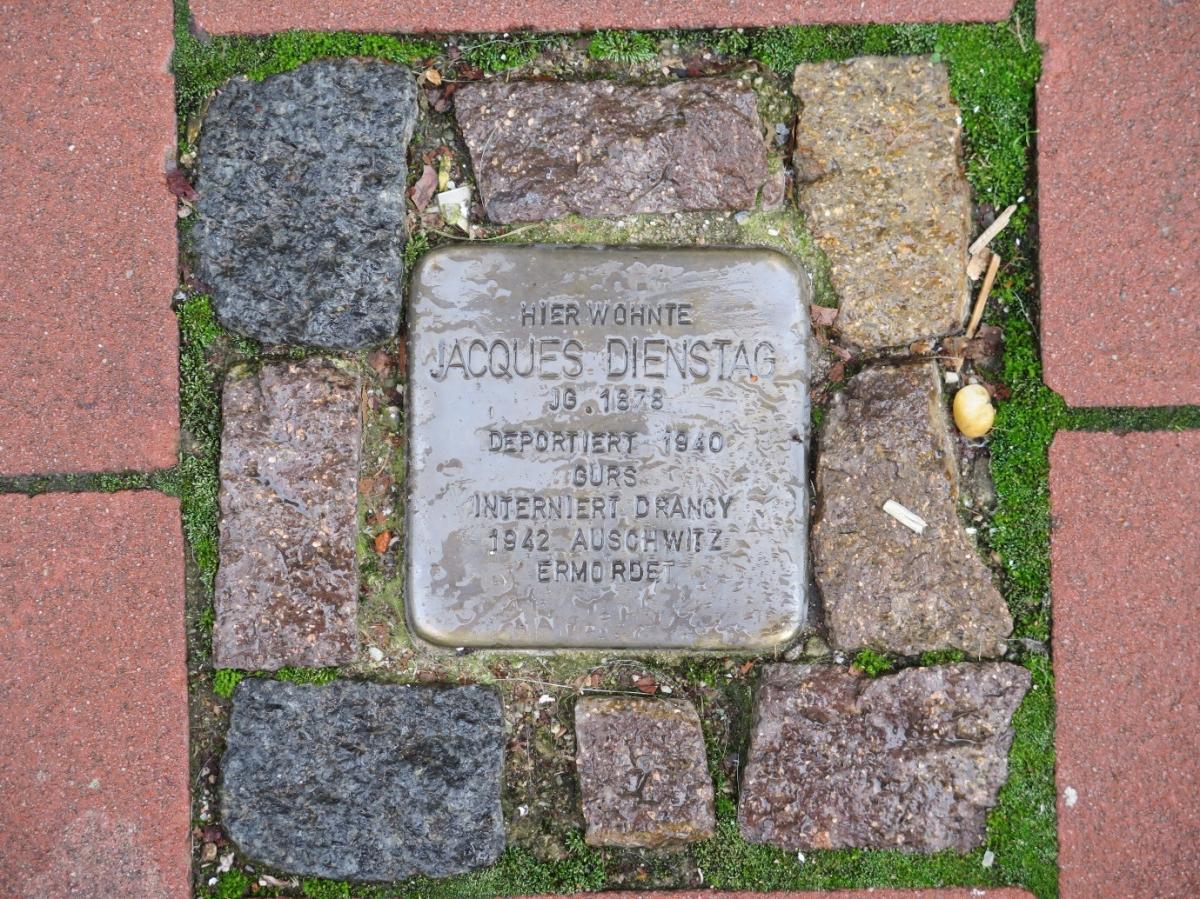 HIER WOHNTE
JACQUES DIENSTAG
JG. 1878
DEPORTIERT 1940
GURS
INTERNIERT DRANCY
1942 AUSCHWITZ
ERMORDET